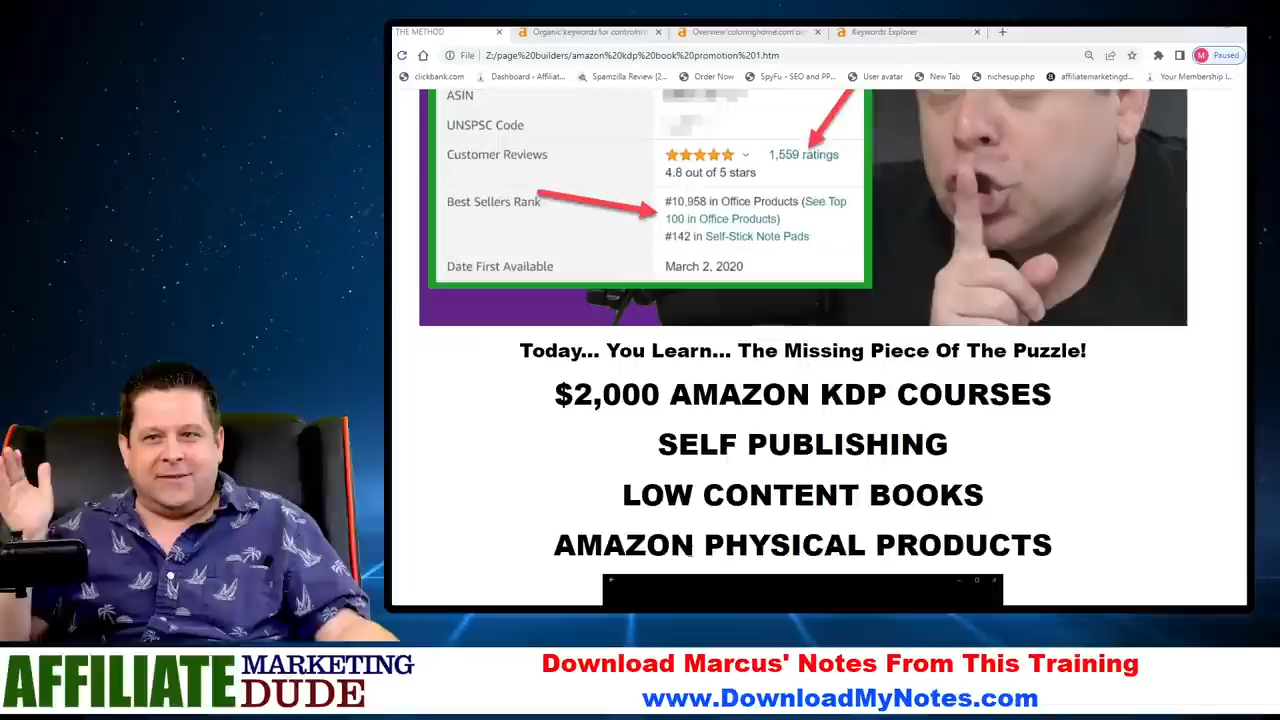 THE METHOD
Organic keywords for controlrin
Overview: coloringhome.com or
Keywords Explorer
File
Z:/page%20builders/amazon%20kdp%20book%20promotion%201.htm
M
Paused
clickbank.com
Dashboard - Affiliat...
Spamzilla Review [2...
Order Now
SpyFu - SEO and PP...
User avatar
New Tab
nichesup.php
affiliatemarketingd...
Your Membership I...
ASIN
UNSPSC Code
Customer Reviews
1,559 ratings
4.8 out of 5 stars
Best Sellers Rank
#10,958 in Office Products (See Top
100 in Office Products)
#142 in Self-Stick Note Pads
Date First Available
March 2, 2020
Today... You Learn... The Missing Piece Of The Puzzle!
$2,000 AMAZON KDP COURSES
SELF PUBLISHING
LOW CONTENT BOOKS
AMAZON PHYSICAL PRODUCTS
AFFILIATE MARKETING DUDE
Download Marcus' Notes From This Training
www.DownloadMyNotes.com